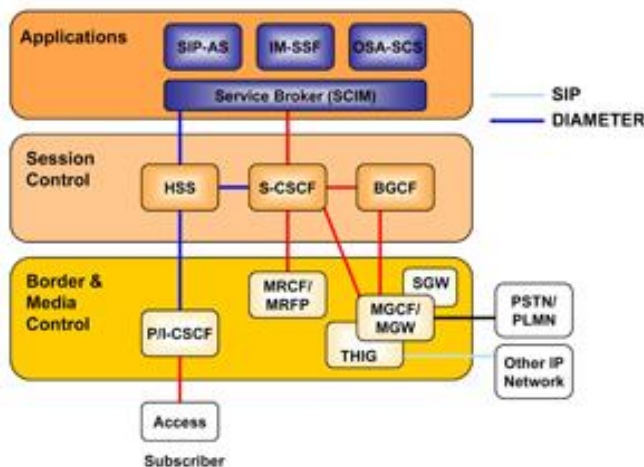 Applications
SIP-AS
IM-SSF
OSA-SCS
Service Broker (SCIM)
SIP
DIAMETER
Session
Control
HSS
S-CSCF
BGCF
Border &
Media
Control
MRCF/
MRFP
SGW
MGCF/
MGW
PSTN/
PLMN
P/I-CSCF
THIG
Other IP
Network
Access
Subscriber